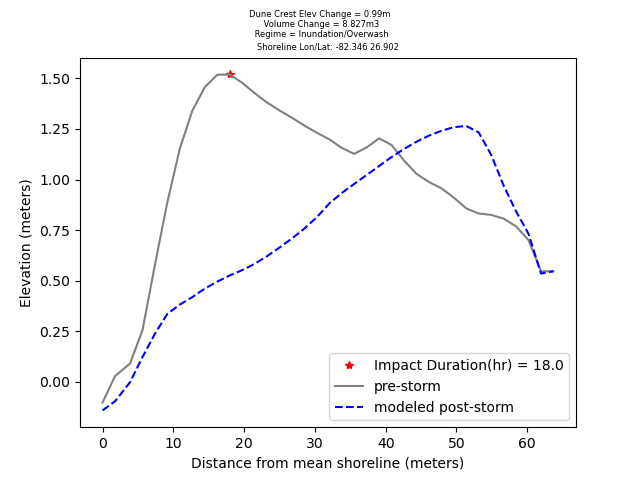 Dune Crest Elev Change = 0.99m
Volume Change = 8.827m3
Regime = Inundation/Overwash
Shoreline Lon/Lat: -82.346 26.902
1.50
1.25
1.00
0.75
0.50
0.25
0.00
Elevation (meters)
Impact Duration(hr) = 18.0
pre-storm
modeled post-storm
0 10 20 30 40 50 60
Distance from mean shoreline (meters)